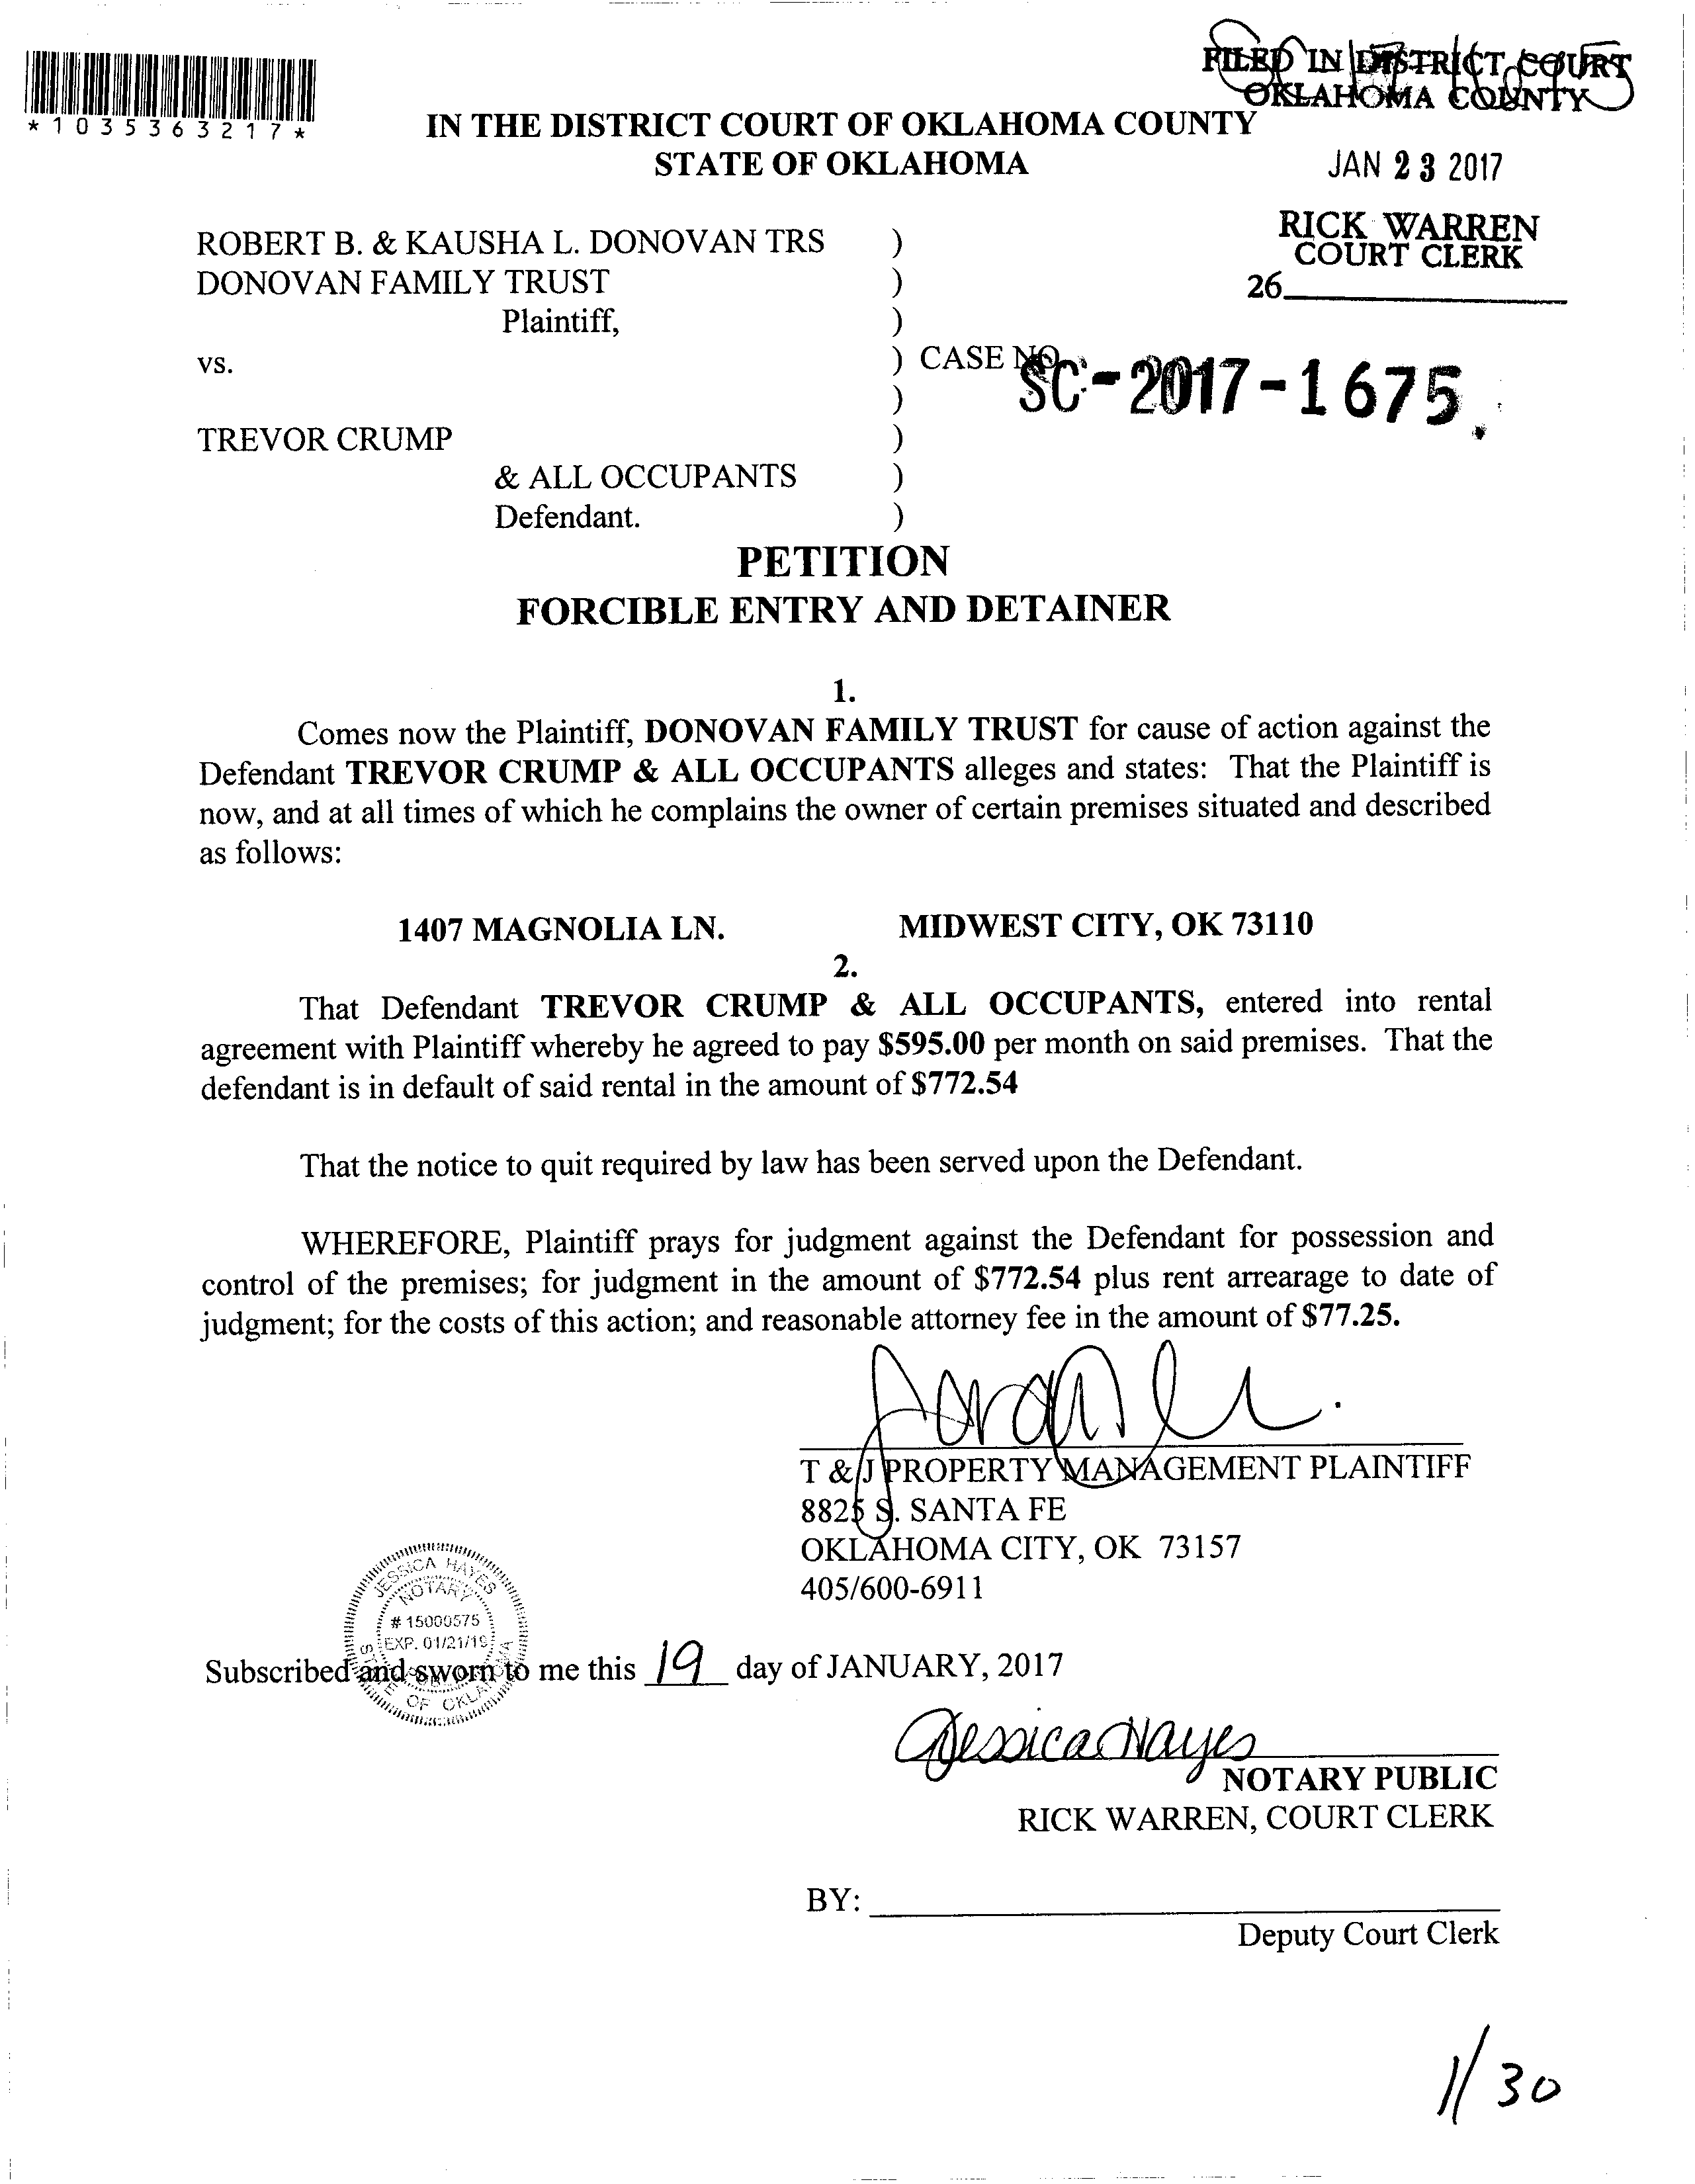 FILED IN DISTRICT COURT
OKLAHOMA COUNTY
*1035363217*
IN THE DISTRICT COURT OF OKLAHOMA COUNTY
STATE OF OKLAHOMA
JAN 23 2017
RICK WARREN
COURT CLERK
26
ROBERT B. & KAUSHA L. DONOVAN TRS )
DONOVAN FAMILY TRUST )
Plaintiff, )
vs. ) CASE NO. SC-2017-1675
)
TREVOR CRUMP )
& ALL OCCUPANTS )
Defendant. )
PETITION
FORCIBLE ENTRY AND DETAINER
1.
Comes now the Plaintiff, DONOVAN FAMILY TRUST for cause of action against the
Defendant TREVOR CRUMP & ALL OCCUPANTS alleges and states: That the Plaintiff is
now, and at all times of which he complains the owner of certain premises situated and described
as follows:
1407 MAGNOLIA LN. MIDWEST CITY, OK 73110
2.
That Defendant TREVOR CRUMP & ALL OCCUPANTS, entered into rental
agreement with Plaintiff whereby he agreed to pay $595.00 per month on said premises. That the
defendant is in default of said rental in the amount of $772.54
That the notice to quit required by law has been served upon the Defendant.
WHEREFORE, Plaintiff prays for judgment against the Defendant for possession and
control of the premises; for judgment in the amount of $772.54 plus rent arrearage to date of
judgment; for the costs of this action; and reasonable attorney fee in the amount of $77.25.
T & J PROPERTY MANAGEMENT PLAINTIFF
8825 S. SANTA FE
OKLAHOMA CITY, OK 73157
405/600-6911
JESSICA HAYES
NOTARY
# 15000575
EXP. 01/21/19
STATE OF OKLAHOMA
Subscribed and sworn to me this 19 day of JANUARY, 2017
Jessica Hayes
NOTARY PUBLIC
RICK WARREN, COURT CLERK
BY:
Deputy Court Clerk
1/30